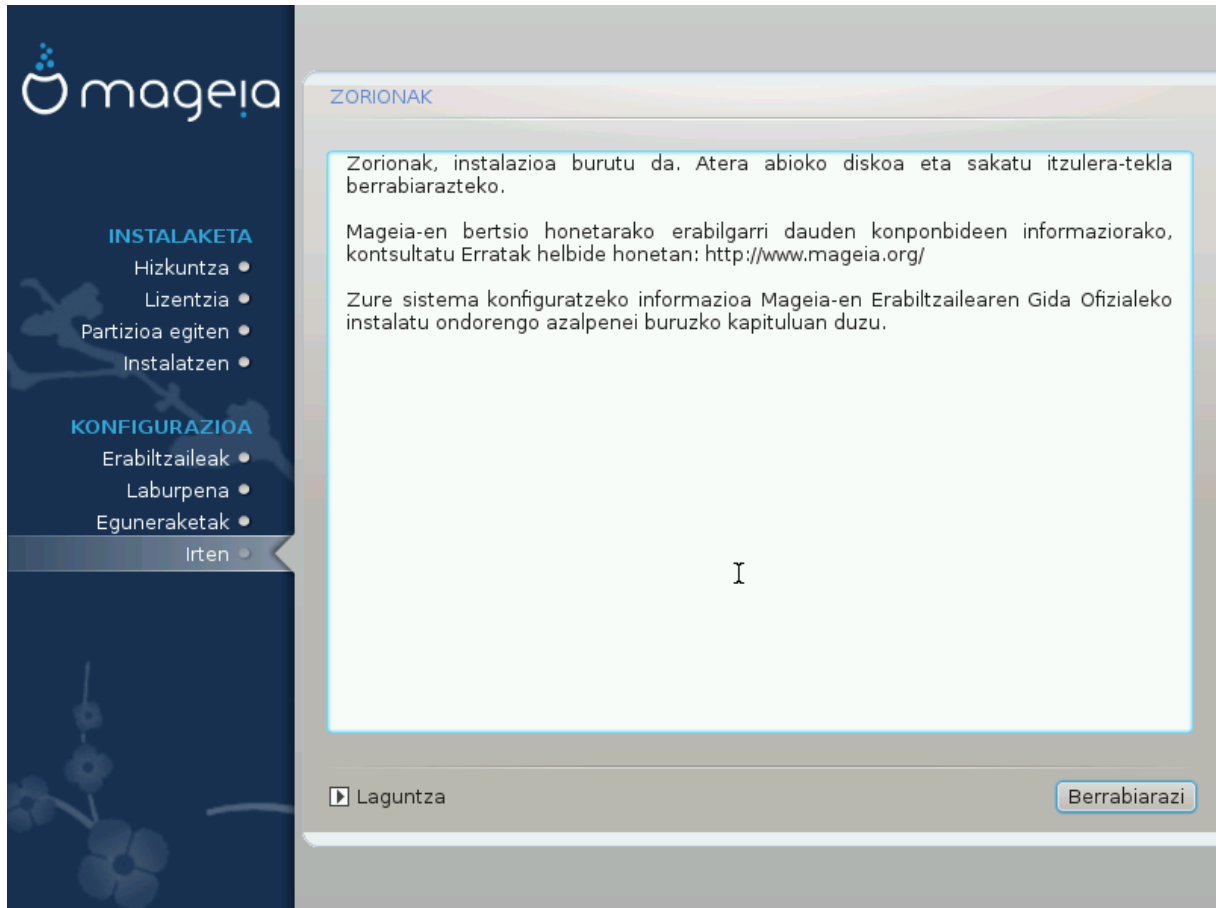 mageia
INSTALAKETA
Hizkuntza
Lizentzia
Partizioa egiten
Instalatzen
KONFIGURAZIOA
Erabiltzaileak
Laburpena
Eguneraketak
Irten
ZORIONAK
Zorionak, instalazioa burutu da. Atera abioko diskoa eta sakatu itzulera-tekla
berrabiarazteko.
Mageia-en bertsio honetarako erabilgarri dauden konponbideen informaziorako,
kontsultatu Erratak helbide honetan: http://www.mageia.org/
Zure sistema konfiguratzeko informazioa Mageia-en Erabiltzailearen Gida Ofizialeko
instalatu ondorengo azalpenei buruzko kapituluan duzu.
Laguntza
Berrabiarazi